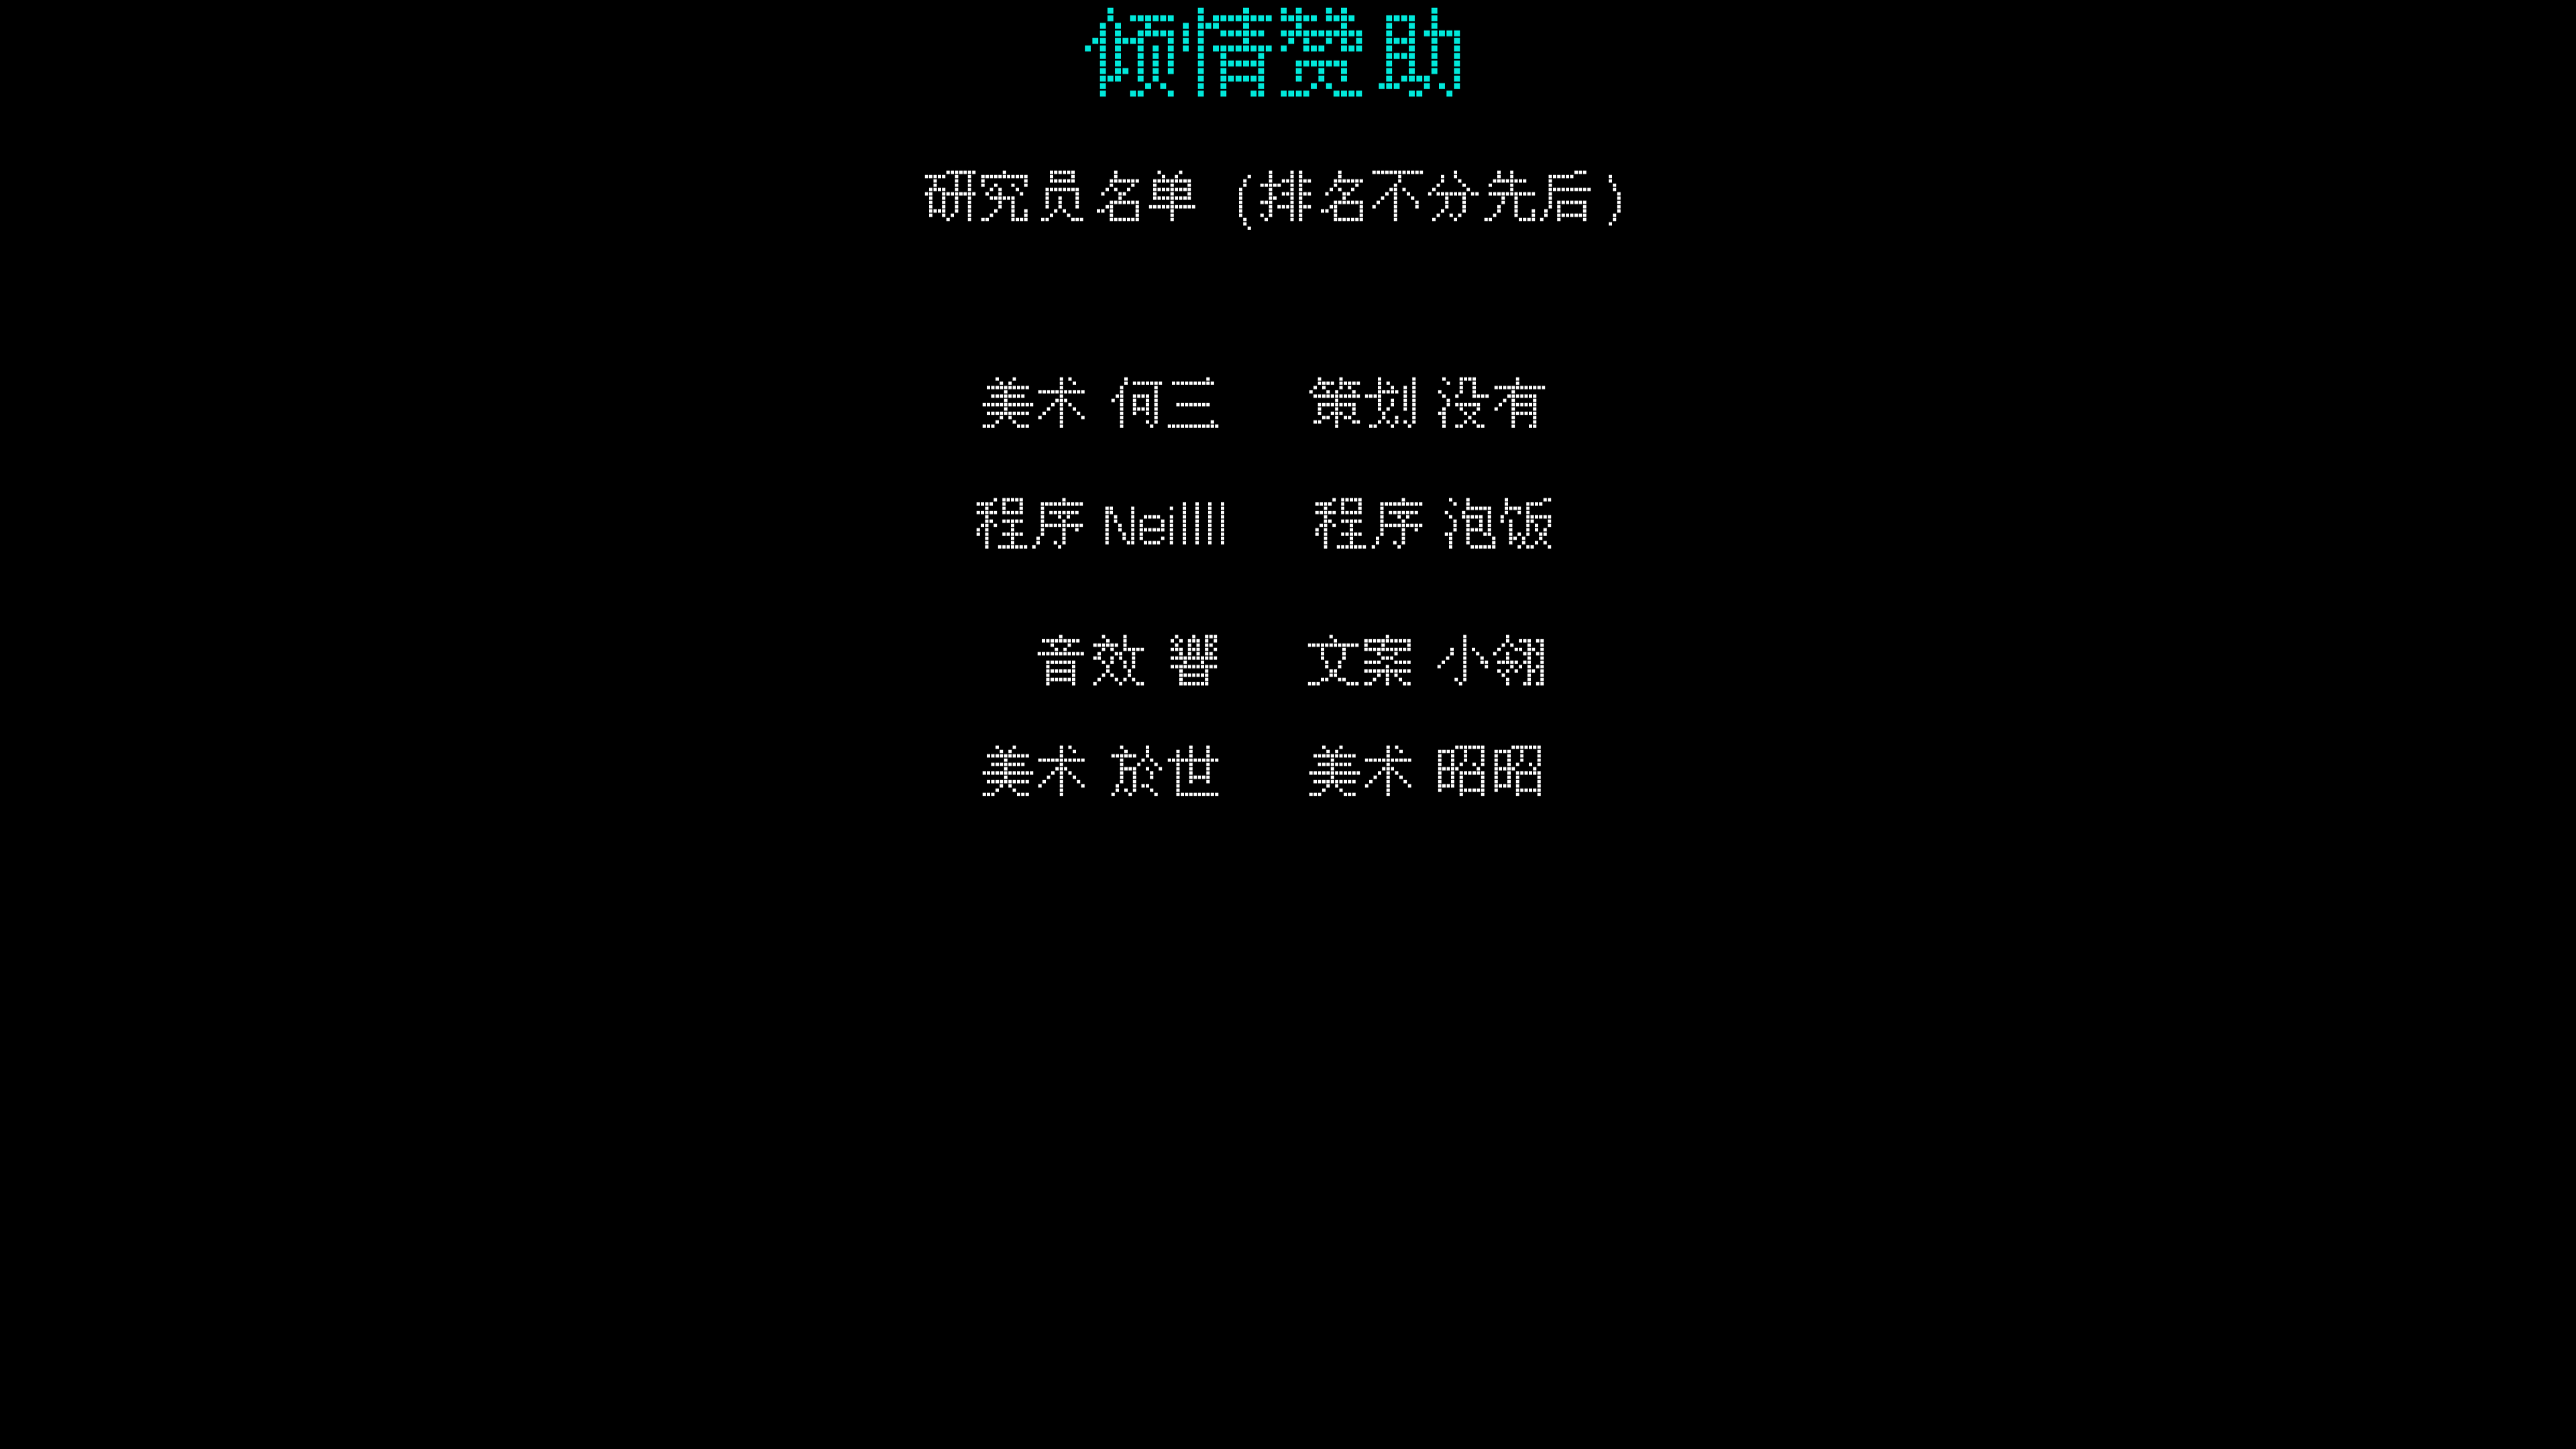 倾情赞助
研究员名单 (排名不分先后)
美术 何三 策划 没有
程序 Neillll 程序 泡饭
音效 響 文案 小翎
美术 於世 美术 昭昭